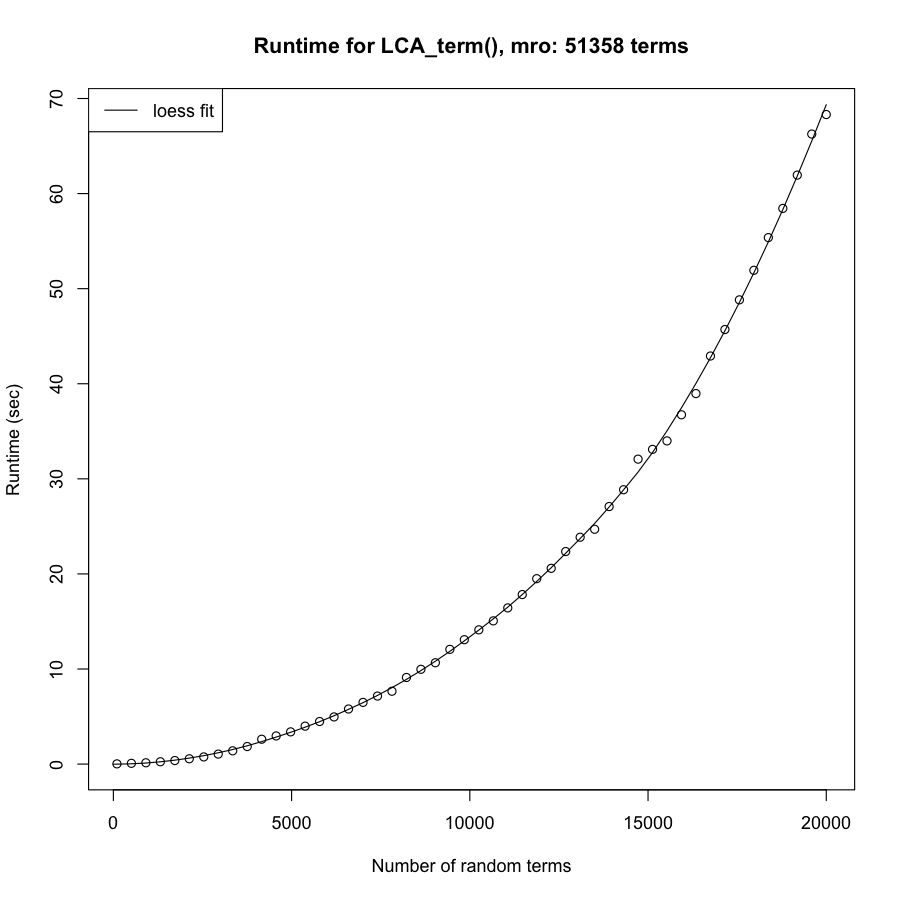 Runtime for LCA_term(), mro: 51358 terms
loess fit
70
60
50
40
30
20
10
0
Runtime (sec)
0 5000 10000 15000 20000
Number of random terms